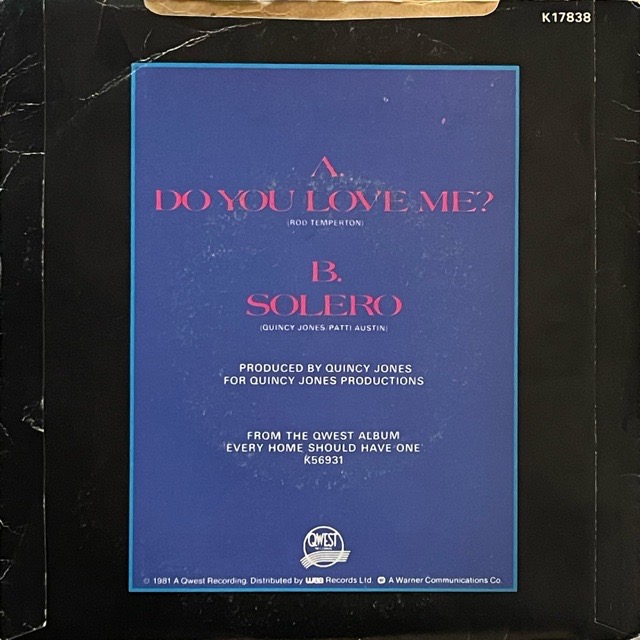 K17838
A.
DO YOU LOVE ME?
(ROD TEMPERTON)
B.
SOLERO
(QUINCY JONES/PATTI AUSTIN)
PRODUCED BY QUINCY JONES
FOR QUINCY JONES PRODUCTIONS
FROM THE QWEST ALBUM
'EVERY HOME SHOULD HAVE ONE'
K56931
QWEST
© 1981 A Qwest Recording. Distributed by wea Records Ltd. A Warner Communications Co.